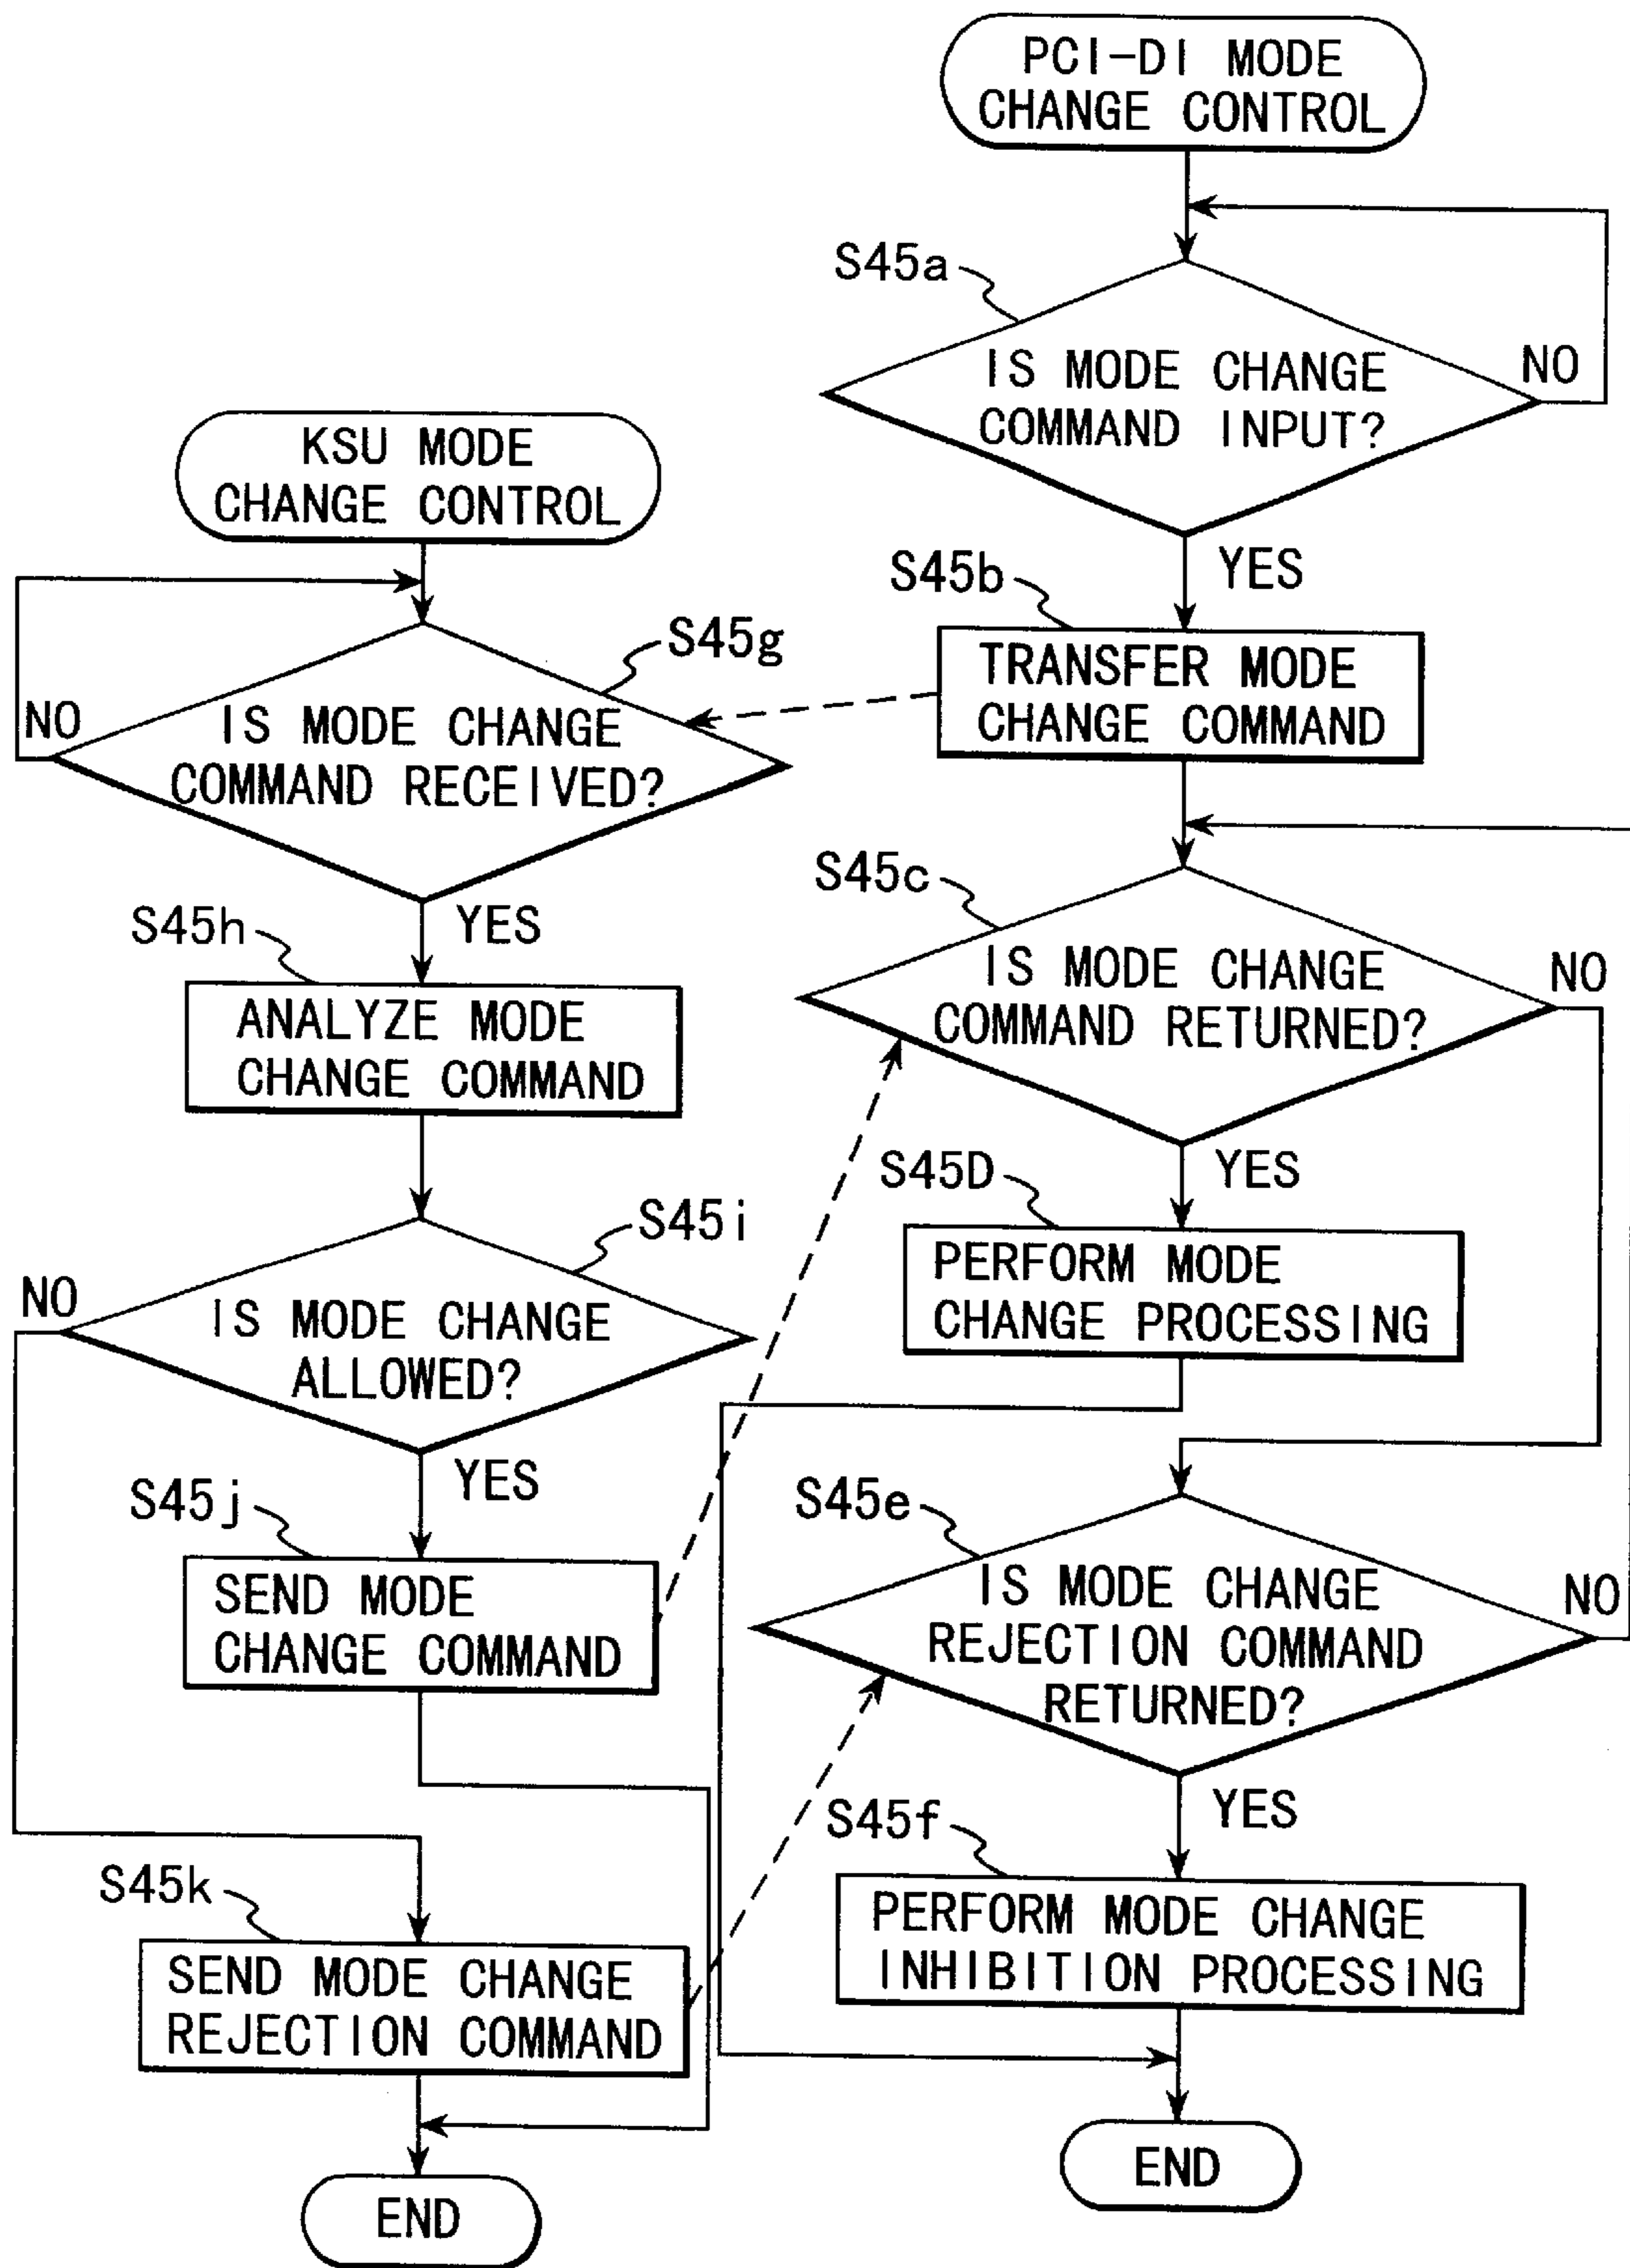 PCI-DI MODE
CHANGE CONTROL
S45a
IS MODE CHANGE
COMMAND INPUT?
NO
YES
S45b
TRANSFER MODE
CHANGE COMMAND
S45c
IS MODE CHANGE
COMMAND RETURNED?
NO
YES
S45D
PERFORM MODE
CHANGE PROCESSING
S45e
IS MODE CHANGE
REJECTION COMMAND
RETURNED?
NO
YES
S45f
PERFORM MODE CHANGE
INHIBITION PROCESSING
END
KSU MODE
CHANGE CONTROL
S45g
IS MODE CHANGE
COMMAND RECEIVED?
NO
YES
S45h
ANALYZE MODE
CHANGE COMMAND
S45i
IS MODE CHANGE
ALLOWED?
NO
YES
S45j
SEND MODE
CHANGE COMMAND
S45k
SEND MODE CHANGE
REJECTION COMMAND
END